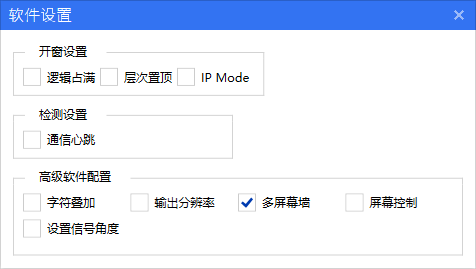 软件设置
开窗设置
逻辑占满 层次置顶 IP Mode
检测设置
通信心跳
高级软件配置
字符叠加 输出分辨率 多屏幕墙 屏幕控制
设置信号角度